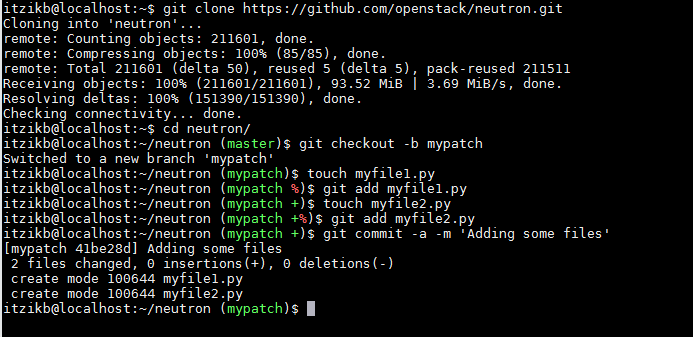 itzikb@localhost:~$ git clone https://github.com/openstack/neutron.git
Cloning into 'neutron'...
remote: Counting objects: 211601, done.
remote: Compressing objects: 100% (85/85), done.
remote: Total 211601 (delta 50), reused 5 (delta 5), pack-reused 211511
Receiving objects: 100% (211601/211601), 93.52 MiB | 3.69 MiB/s, done.
Resolving deltas: 100% (151390/151390), done.
Checking connectivity... done.
itzikb@localhost:~$ cd neutron/
itzikb@localhost:~/neutron (master)$ git checkout -b mypatch
Switched to a new branch 'mypatch'
itzikb@localhost:~/neutron (mypatch)$ touch myfile1.py
itzikb@localhost:~/neutron (mypatch %)$ git add myfile1.py
itzikb@localhost:~/neutron (mypatch +)$ touch myfile2.py
itzikb@localhost:~/neutron (mypatch +%)$ git add myfile2.py
itzikb@localhost:~/neutron (mypatch +)$ git commit -a -m 'Adding some files'
[mypatch 41be28d] Adding some files
 2 files changed, 0 insertions(+), 0 deletions(-)
 create mode 100644 myfile1.py
 create mode 100644 myfile2.py
itzikb@localhost:~/neutron (mypatch)$